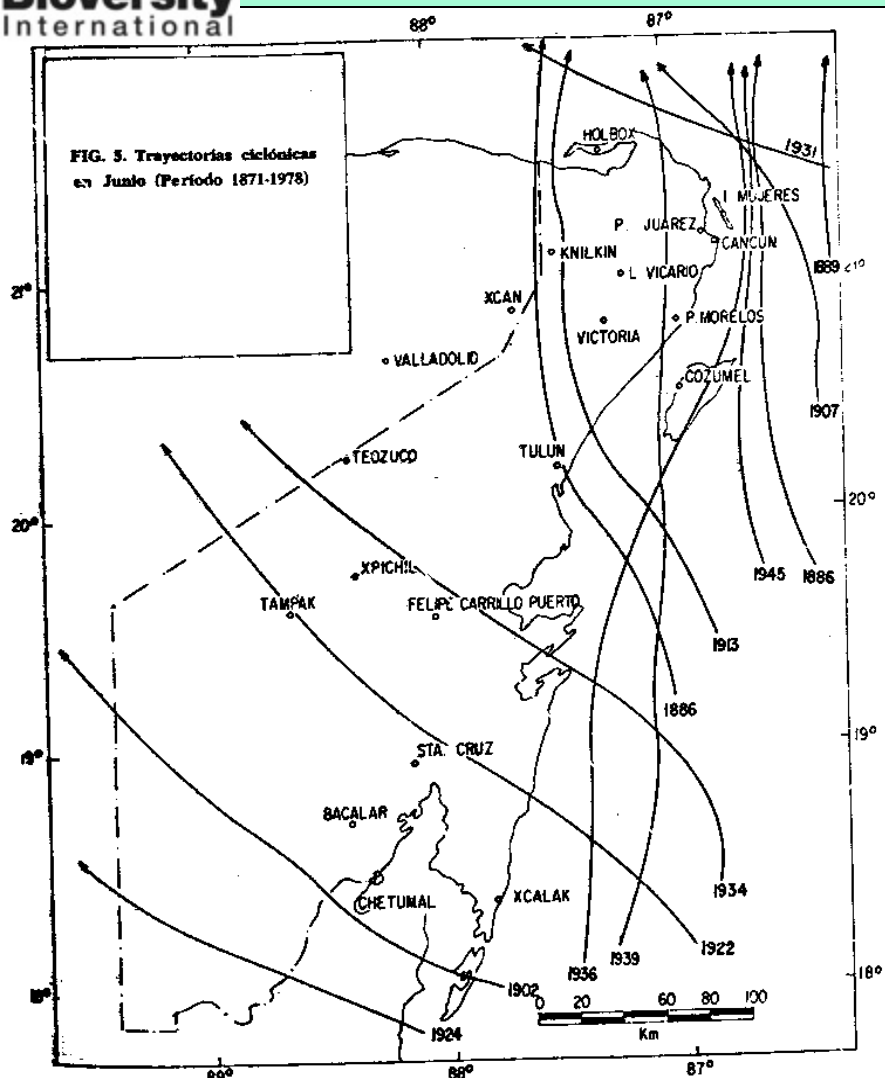 Bioversity
International
88° 87°
FIG. 5. Trayectorias ciclónicas
en Junio (Período 1871-1978)
HOLBOX
1931
I MUJERES
P. JUAREZ
CANCUN
KNILKIN
L VICARIO
1889 21°
21°
XCAN
VICTORIA
P. MORELOS
VALLADOLID
COZUMEL
1907
TEOZUCO
TULUN
20°
20°
XPICHIL
1945 1886
TAMPAK
FELIPE CARRILLO PUERTO
1913
1886
19°
19°
STA. CRUZ
BACALAR
1934
CHETUMAL
XCALAK
1922
1936 1939
18°
18°
1902
0 20 60 80 100
Km
1924
89° 88° 87°